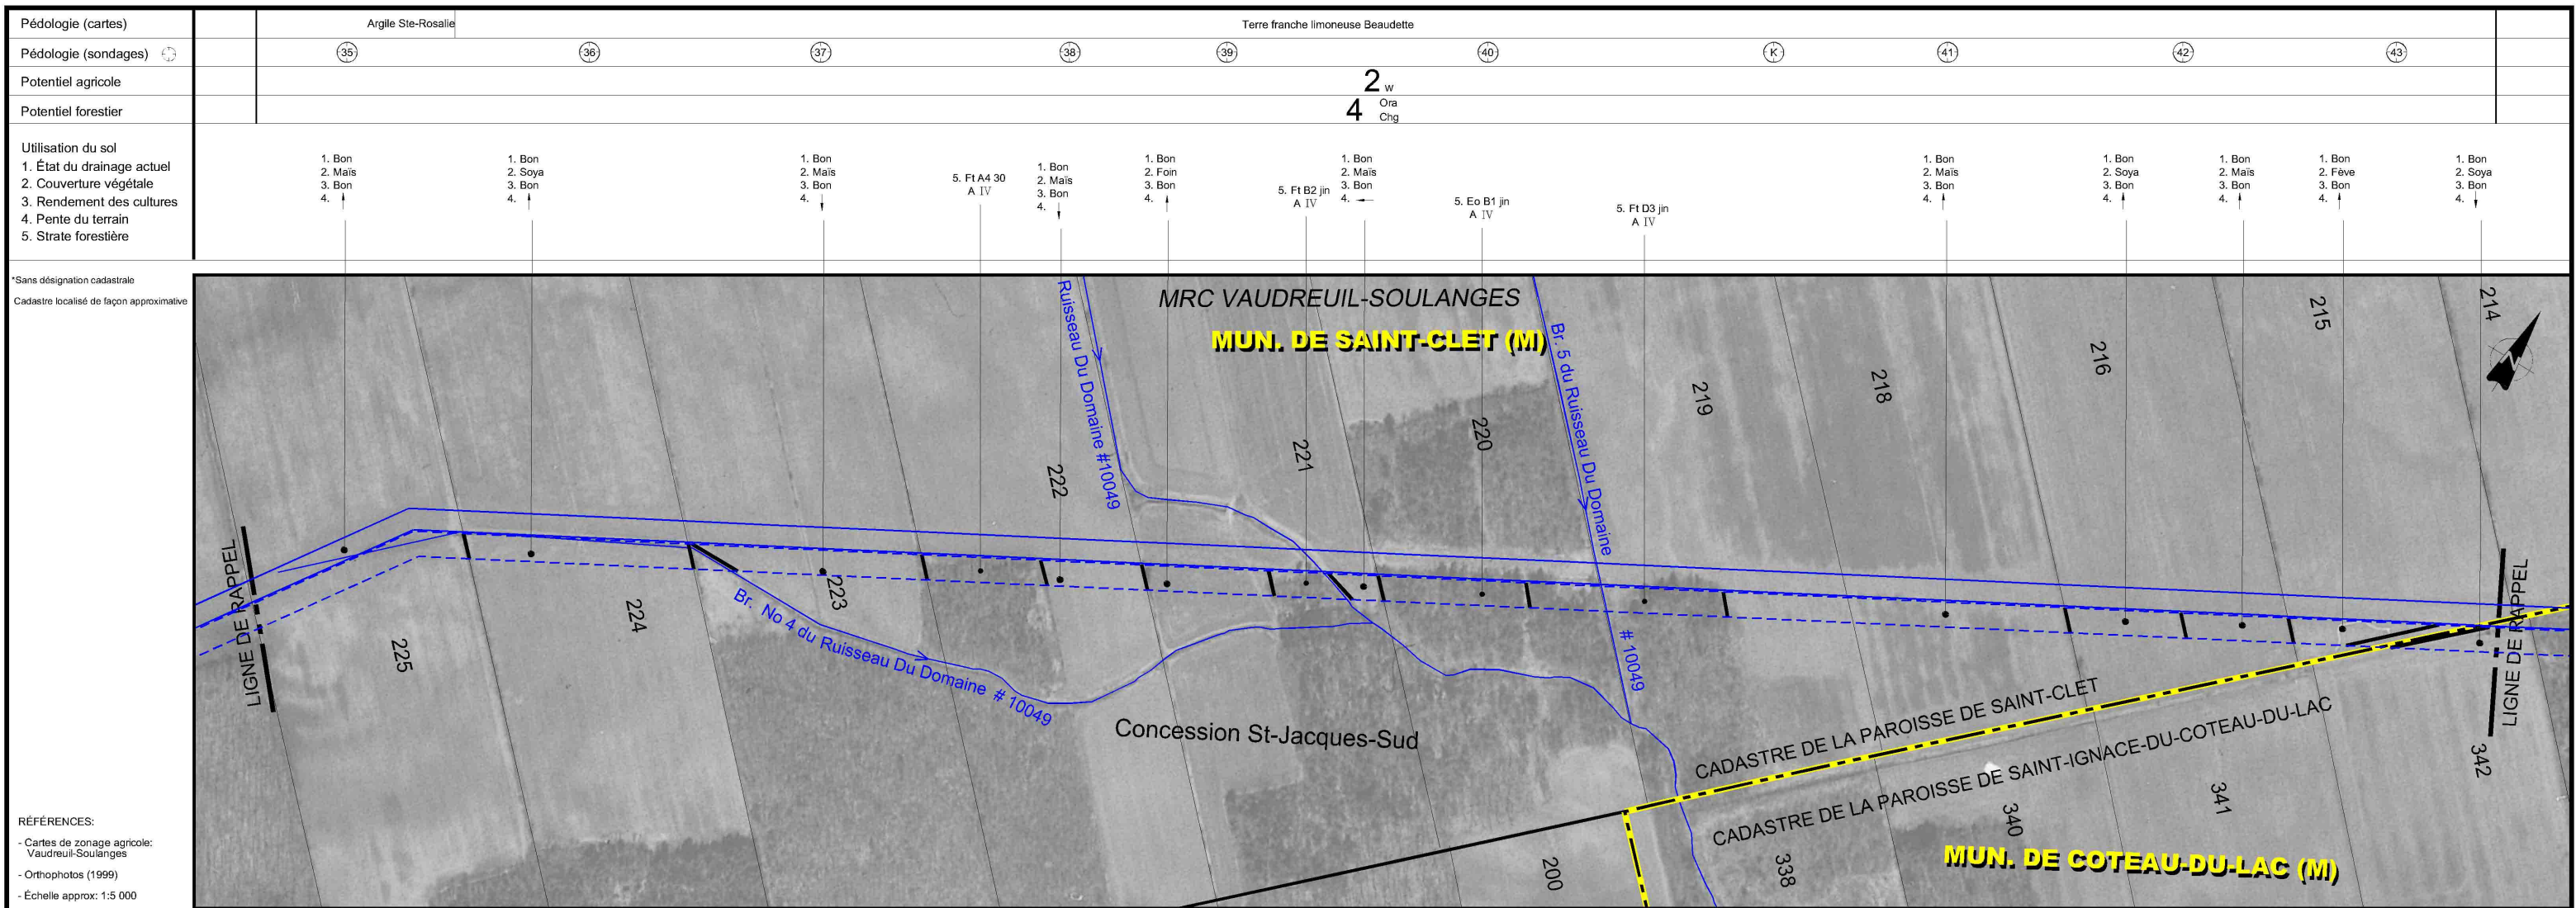 Pédologie (cartes)
Argile Ste-Rosalie
Terre franche limoneuse Beaudette
Pédologie (sondages)
35
36
37
38
39
40
K
41
42
43
Potentiel agricole
2 w
Potentiel forestier
4 Ora
Chg
Utilisation du sol
1. État du drainage actuel
2. Couverture végétale
3. Rendement des cultures
4. Pente du terrain
5. Strate forestière
1. Bon
2. Maïs
3. Bon
4.
1. Bon
2. Soya
3. Bon
4.
1. Bon
2. Maïs
3. Bon
4.
5. Ft A4 30
A IV
1. Bon
2. Maïs
3. Bon
4.
1. Bon
2. Foin
3. Bon
4.
5. Ft B2 jin
A IV
1. Bon
2. Maïs
3. Bon
4.
5. Eo B1 jin
A IV
5. Ft D3 jin
A IV
1. Bon
2. Maïs
3. Bon
4.
1. Bon
2. Soya
3. Bon
4.
1. Bon
2. Maïs
3. Bon
4.
1. Bon
2. Fève
3. Bon
4.
1. Bon
2. Soya
3. Bon
4.
*Sans désignation cadastrale
Cadastre localisé de façon approximative
MRC VAUDREUIL-SOULANGES
MUN. DE SAINT-CLET (M)
Ruisseau Du Domaine #10049
Br. 5 du Ruisseau Du Domaine
# 10049
214
215
216
218
219
220
221
222
223
224
225
N
LIGNE DE RAPPEL
LIGNE DE RAPPEL
Br. No 4 du Ruisseau Du Domaine # 10049
Concession St-Jacques-Sud
CADASTRE DE LA PAROISSE DE SAINT-CLET
CADASTRE DE LA PAROISSE DE SAINT-IGNACE-DU-COTEAU-DU-LAC
342
341
340
338
200
MUN. DE COTEAU-DU-LAC (M)
RÉFÉRENCES:
- Cartes de zonage agricole:
Vaudreuil-Soulanges
- Orthophotos (1999)
- Échelle approx: 1:5 000